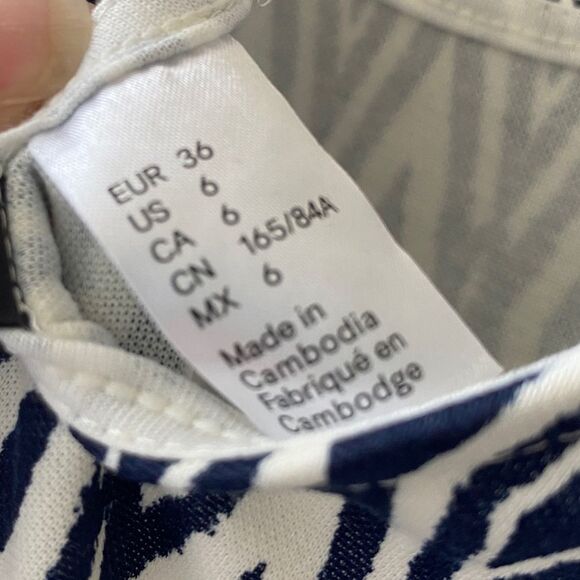 EUR 36
US 6
CA 6
CN 165/84A
MX 6
Made in
Cambodia
Fabriqué en
Cambodge